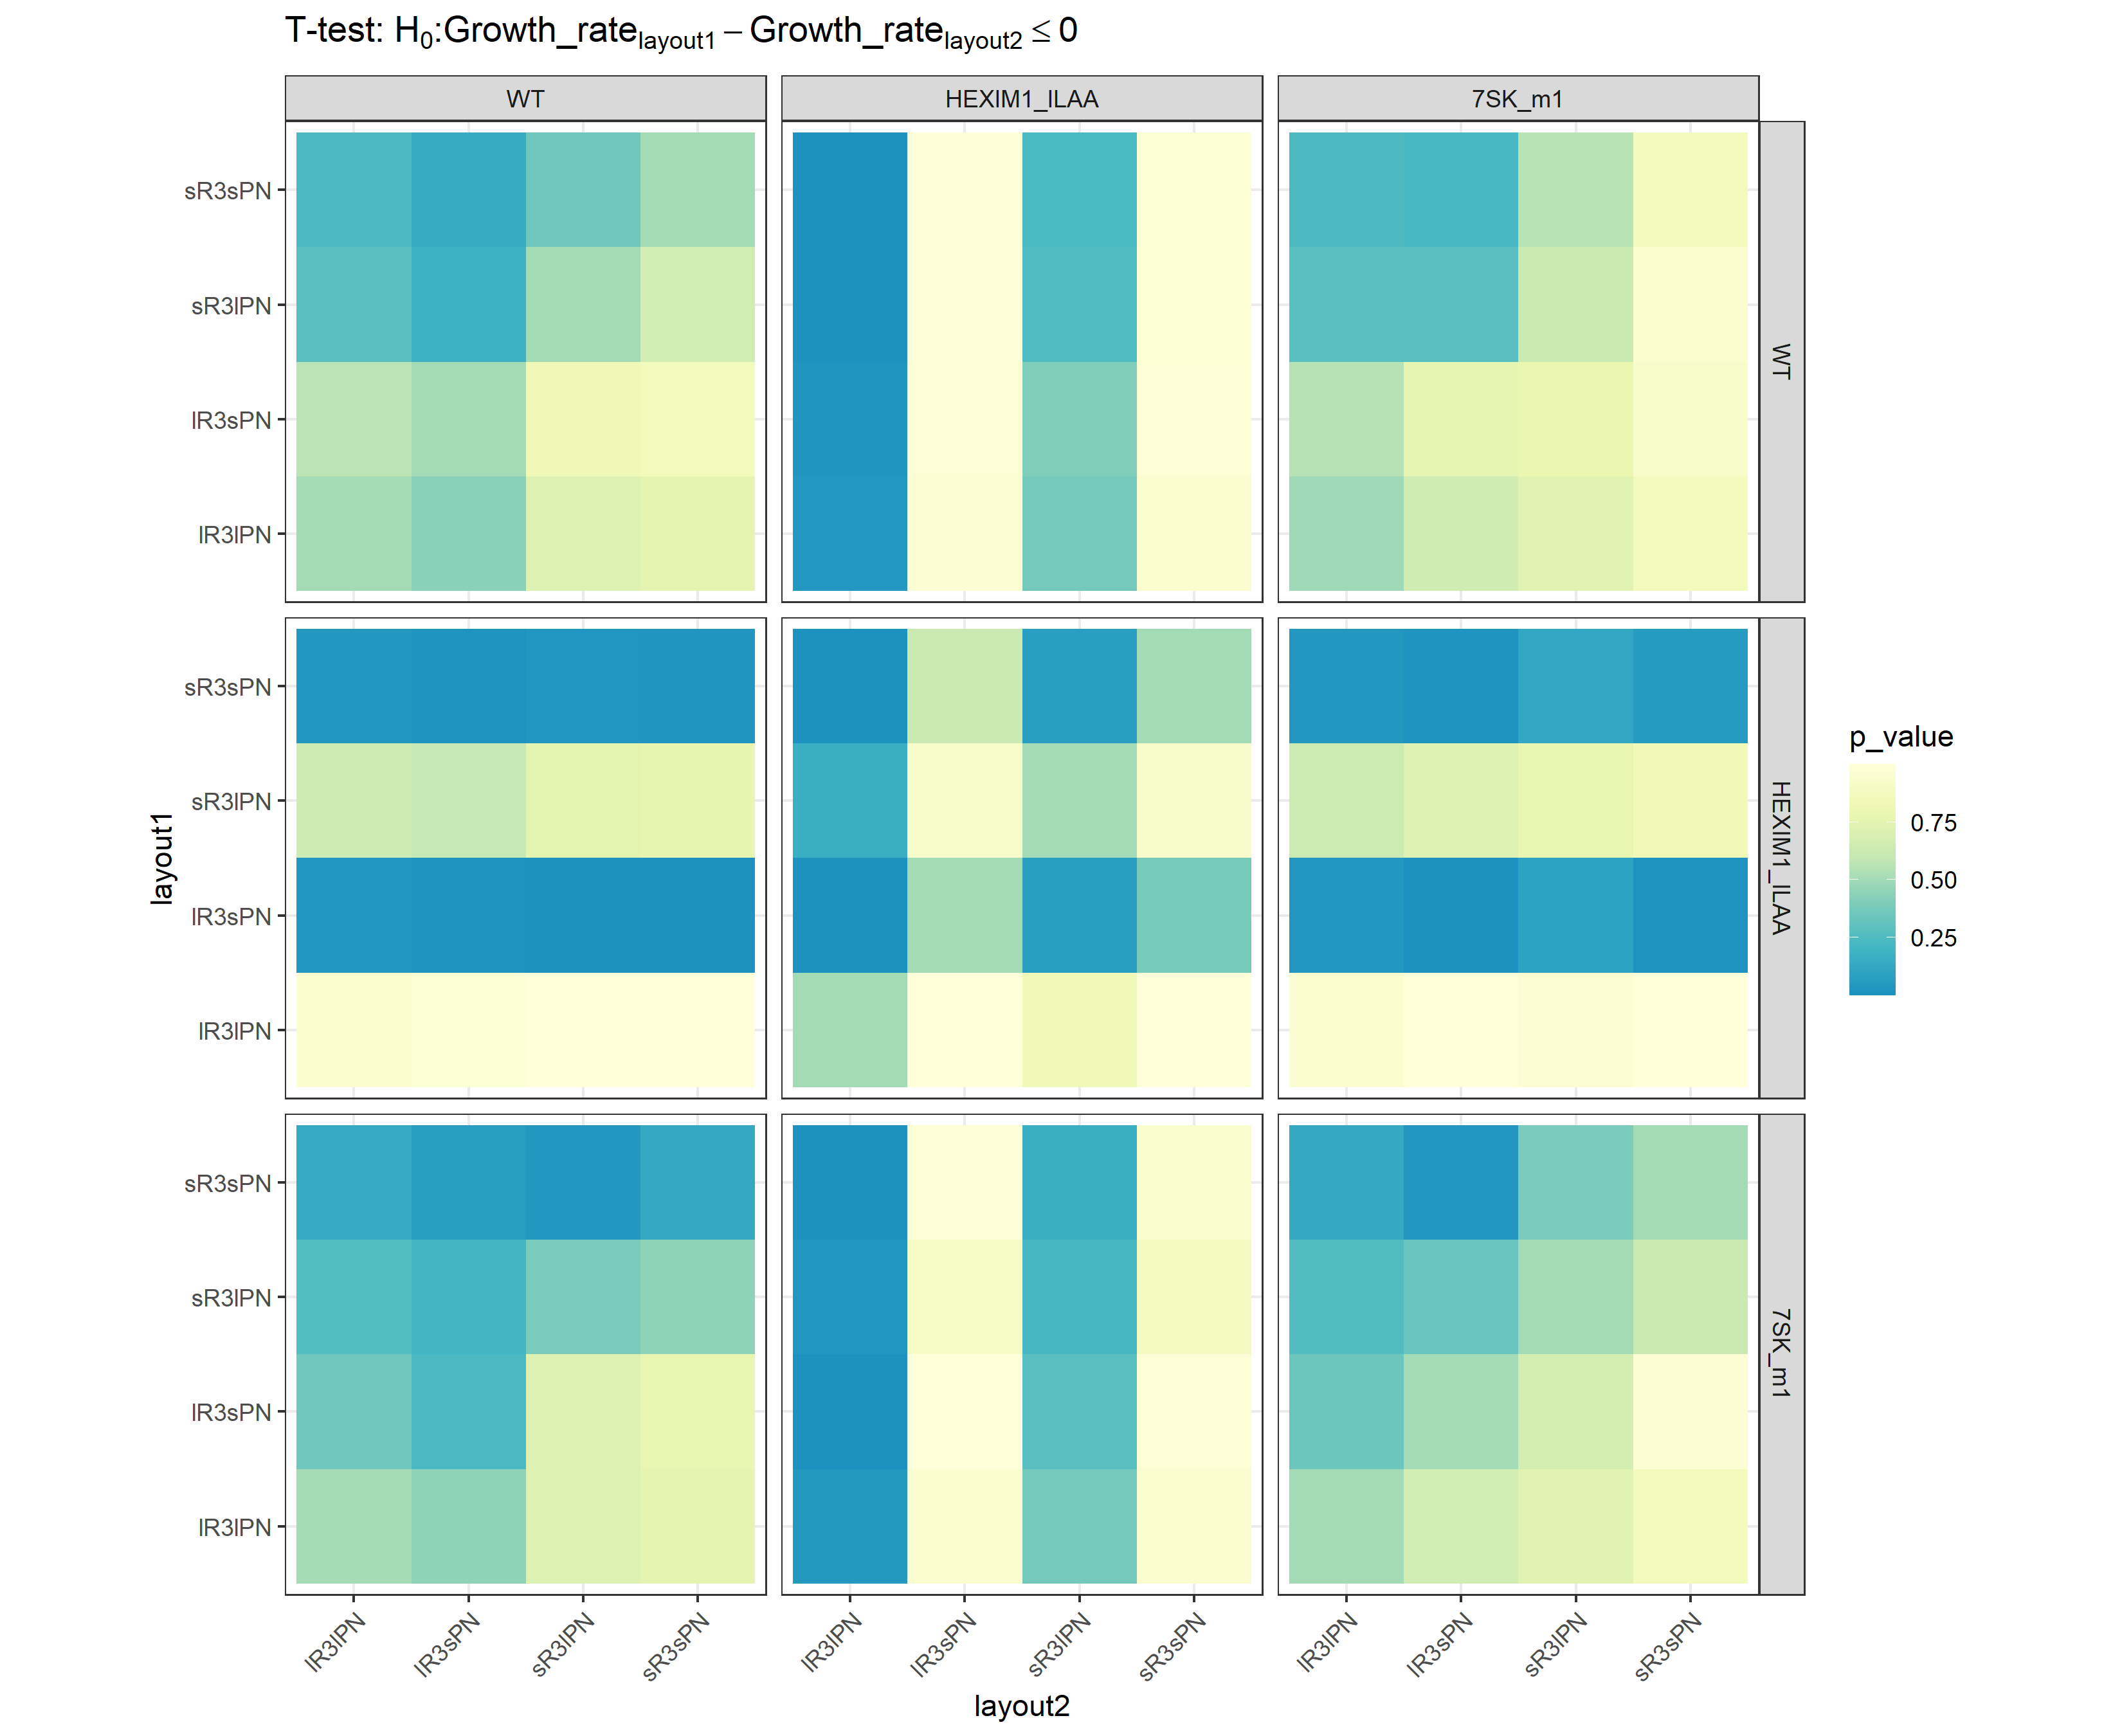 T-test: H0:Growth_ratelayout1 – Growth_ratelayout2 ≤ 0
WT
HEXIM1_ILAA
7SK_m1
sR3sPN
sR3lPN
lR3sPN
lR3lPN
WT
sR3sPN
sR3lPN
lR3sPN
lR3lPN
HEXIM1_ILAA
sR3sPN
sR3lPN
lR3sPN
lR3lPN
7SK_m1
layout1
lR3lPN
lR3sPN
sR3lPN
sR3sPN
lR3lPN
lR3sPN
sR3lPN
sR3sPN
lR3lPN
lR3sPN
sR3lPN
sR3sPN
layout2
p_value
0.75
0.50
0.25